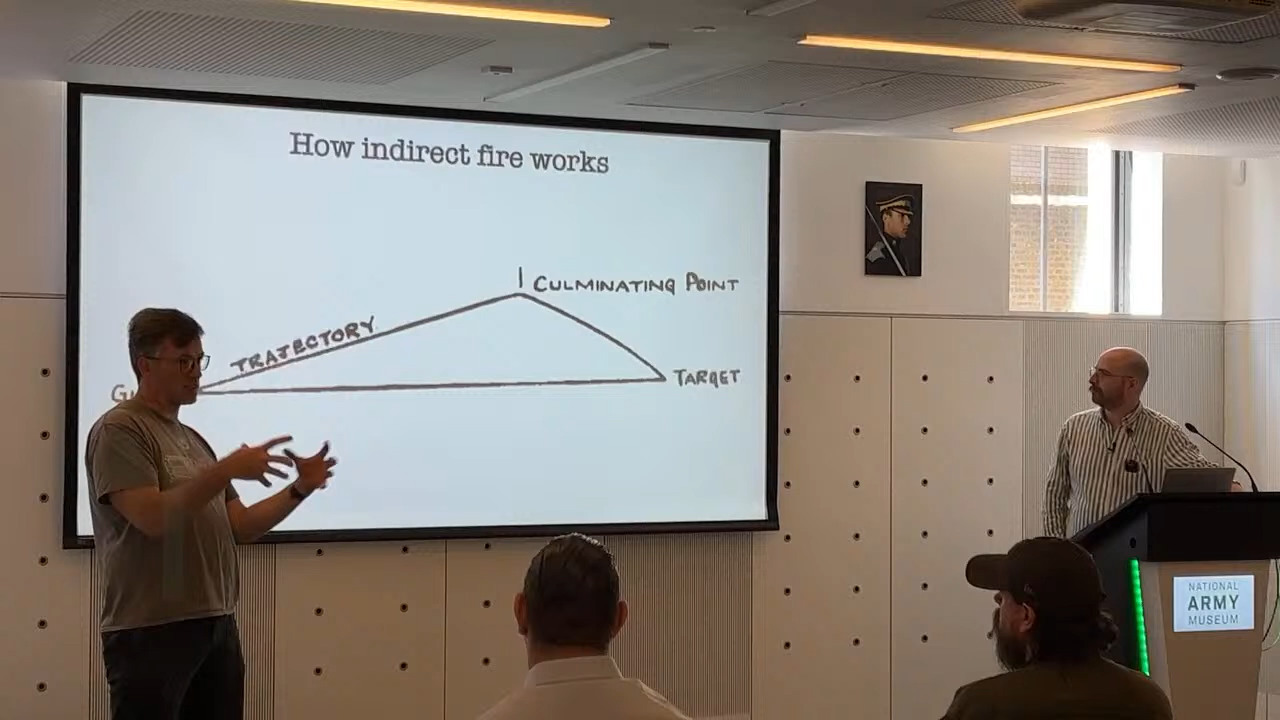 How indirect fire works
CULMINATING POINT
TRAJECTORY
TARGET
NATIONAL
ARMY
MUSEUM